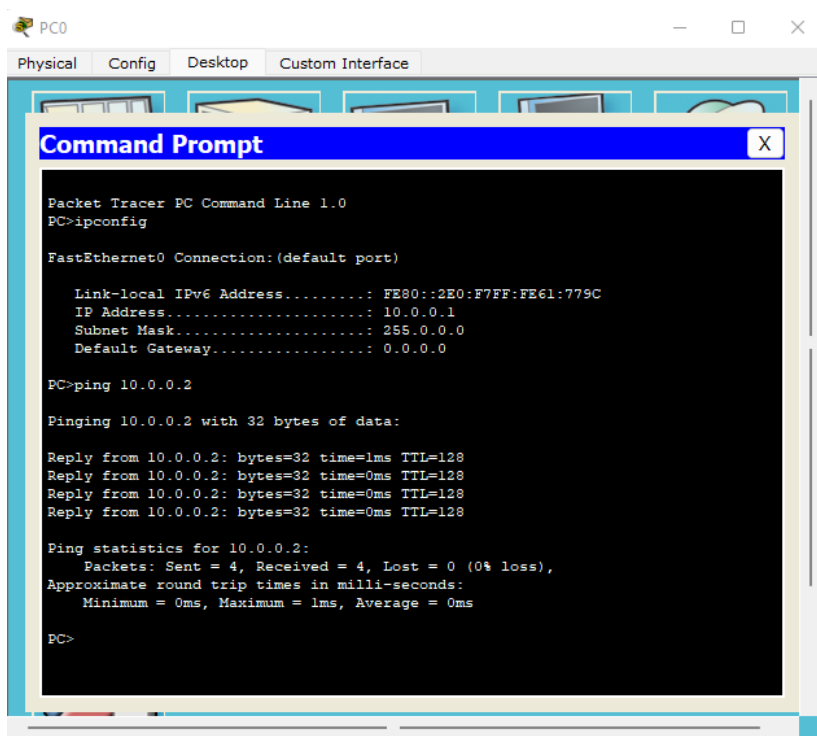 PC0
Physical Config Desktop Custom Interface
Command Prompt X
Packet Tracer PC Command Line 1.0
PC>ipconfig
FastEthernet0 Connection:(default port)
Link-local IPv6 Address.........: FE80::2E0:F7FF:FE61:779C
IP Address......................: 10.0.0.1
Subnet Mask.....................: 255.0.0.0
Default Gateway.................: 0.0.0.0
PC>ping 10.0.0.2
Pinging 10.0.0.2 with 32 bytes of data:
Reply from 10.0.0.2: bytes=32 time=1ms TTL=128
Reply from 10.0.0.2: bytes=32 time=0ms TTL=128
Reply from 10.0.0.2: bytes=32 time=0ms TTL=128
Reply from 10.0.0.2: bytes=32 time=0ms TTL=128
Ping statistics for 10.0.0.2:
Packets: Sent = 4, Received = 4, Lost = 0 (0% loss),
Approximate round trip times in milli-seconds:
Minimum = 0ms, Maximum = 1ms, Average = 0ms
PC>